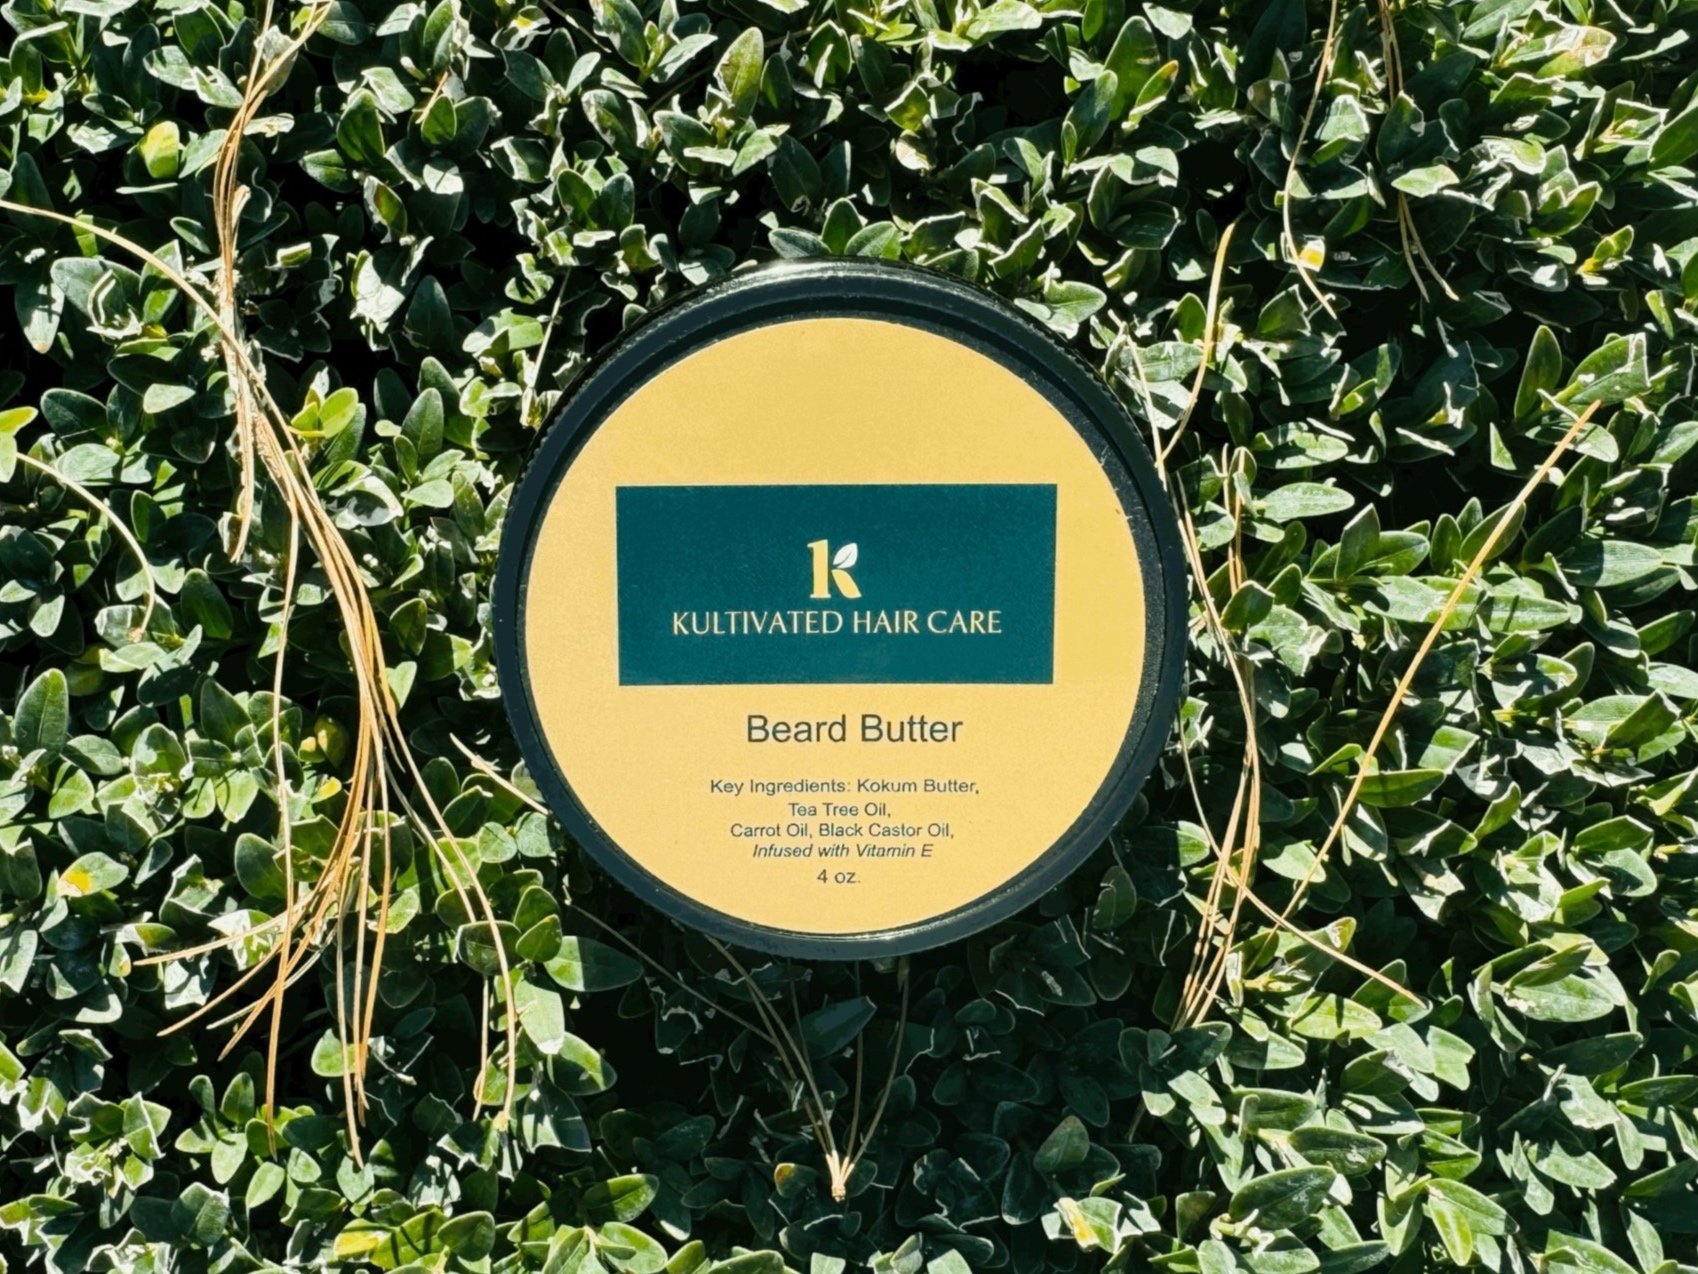 K
KULTIVATED HAIR CARE
Beard Butter
Key Ingredients: Kokum Butter,
Tea Tree Oil,
Carrot Oil, Black Castor Oil,
Infused with Vitamin E
4 oz.